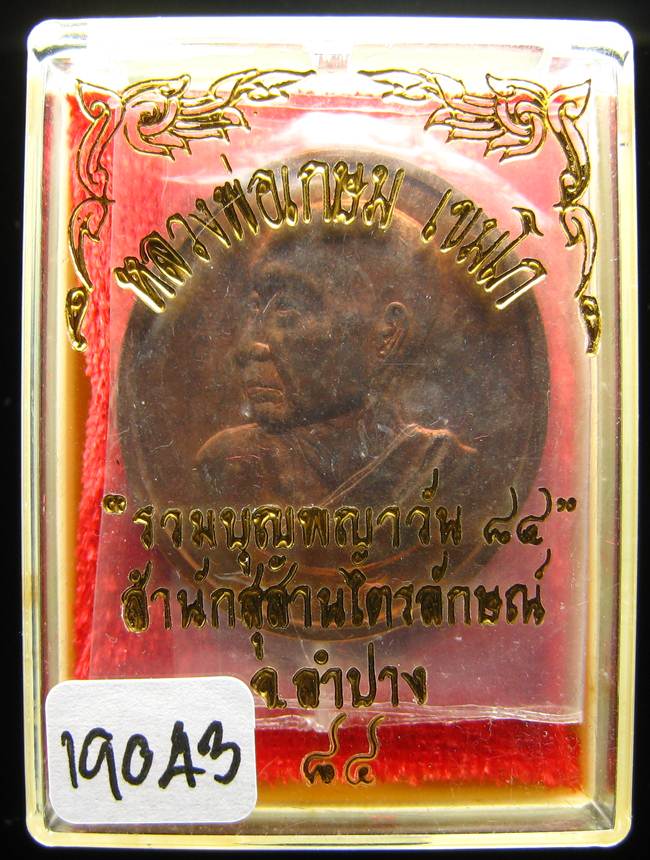 หลวงพ่อเกษม เขมโก
"รวมบุญพญาวัน ๘๔"
สำนักสุสานไตรลักษณ์
จ.ลำปาง
๘๔
190A3